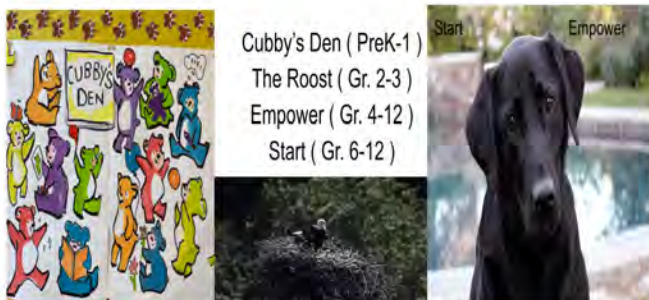 CUBBY'S
DEN
Cubby's Den ( PreK-1 )
The Roost ( Gr. 2-3 )
Empower ( Gr. 4-12 )
Start ( Gr. 6-12 )
Start
Empower